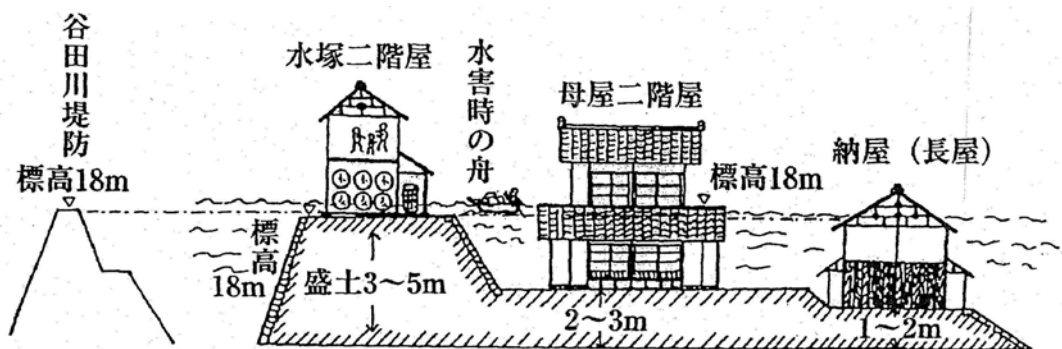 谷田川堤防
標高18m
水塚二階屋
水害時の舟
母屋二階屋
標高18m
納屋（長屋）
標高
18m
盛土3〜5m
2〜3m
1〜2m